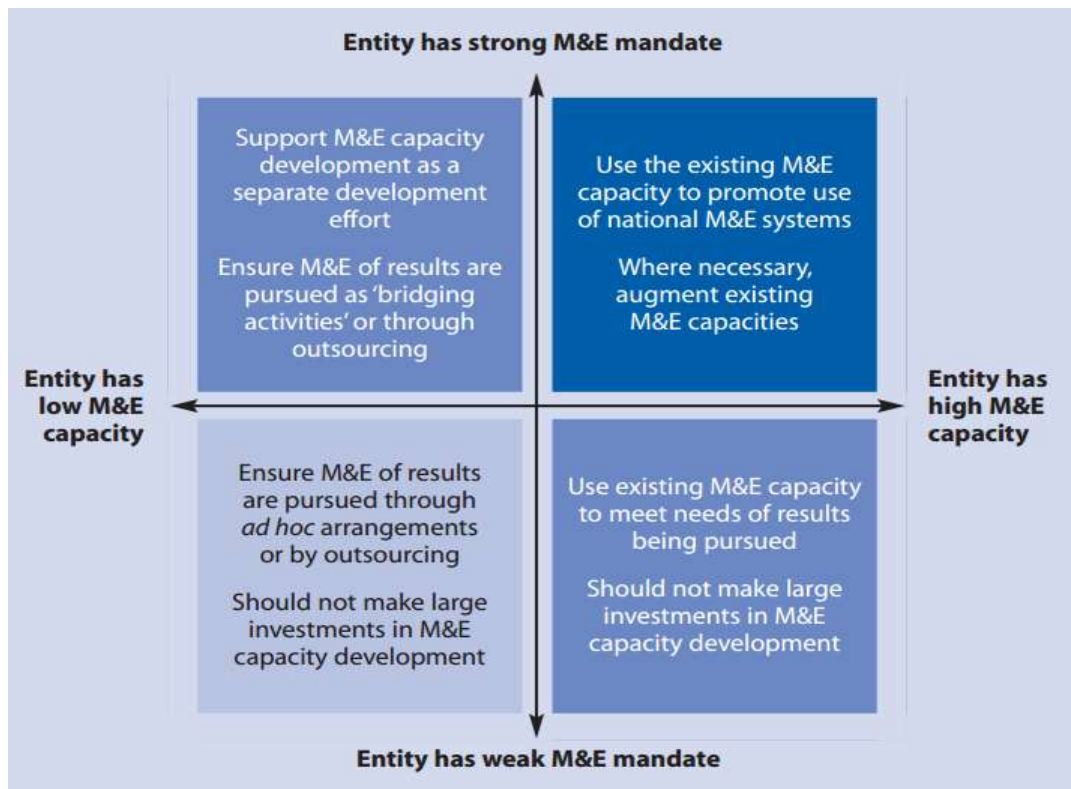 Entity has strong M&E mandate
Support M&E capacity
development as a
separate development
effort
Ensure M&E of results are
pursued as ‘bridging
activities’ or through
outsourcing
Use the existing M&E
capacity to promote use
of national M&E systems
Where necessary,
augment existing
M&E capacities
Entity has
low M&E
capacity
Entity has
high M&E
capacity
Ensure M&E of results
are pursued through
ad hoc arrangements
or by outsourcing
Should not make large
investments in M&E
capacity development
Use existing M&E capacity
to meet needs of results
being pursued
Should not make large
investments in M&E
capacity development
Entity has weak M&E mandate